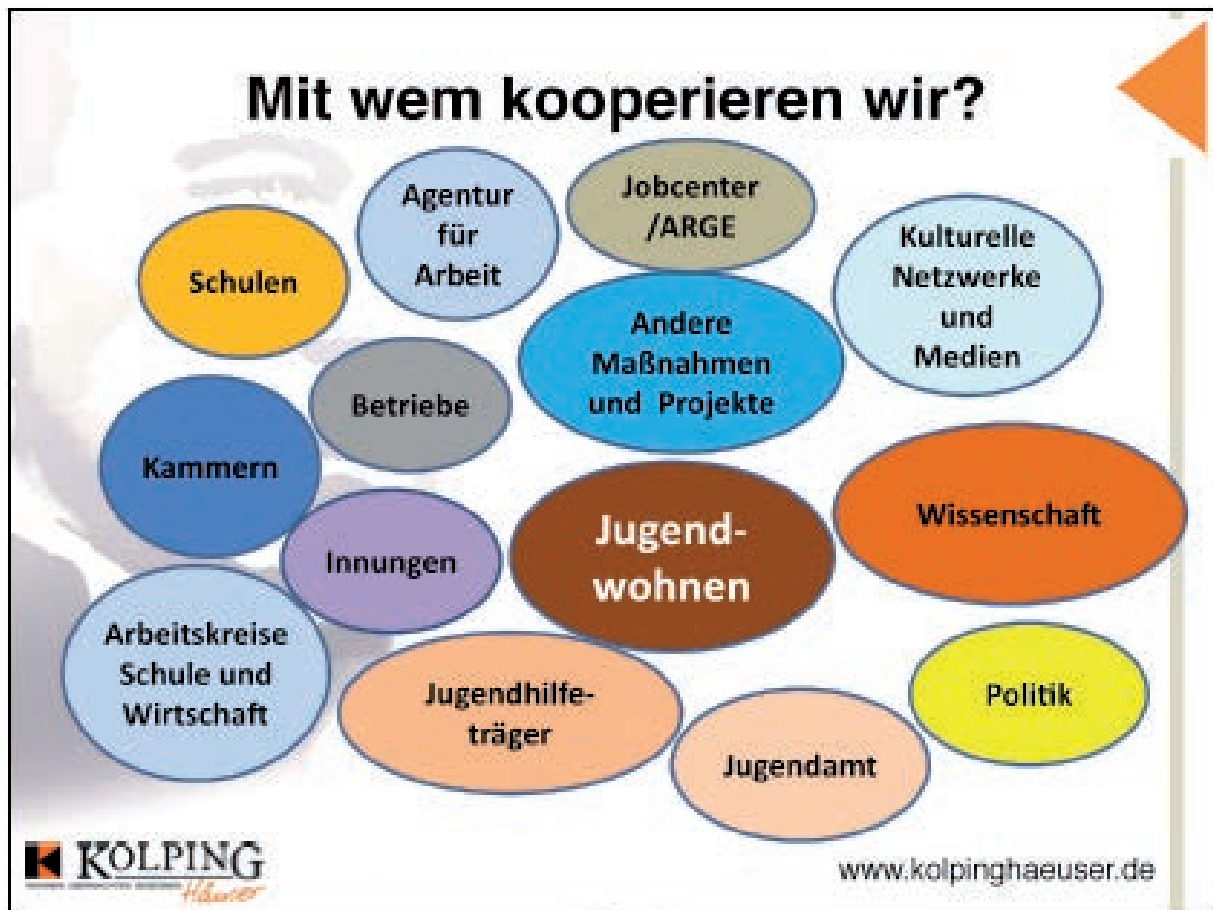 Mit wem kooperieren wir?
Agentur
für
Arbeit
Jobcenter
/ARGE
Kulturelle
Netzwerke
und
Medien
Schulen
Andere
Maßnahmen
und Projekte
Betriebe
Kammern
Wissenschaft
Jugend-
wohnen
Innungen
Arbeitskreise
Schule und
Wirtschaft
Jugendhilfe-
träger
Politik
Jugendamt
KOLPING
Häuser
www.kolpinghaeuser.de